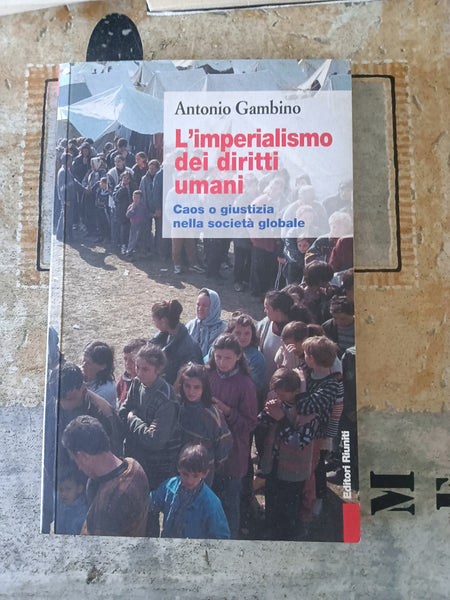 Antonio Gambino
L'imperialismo
dei diritti
umani
Caos o giustizia
nella società globale
Editori Riuniti
M